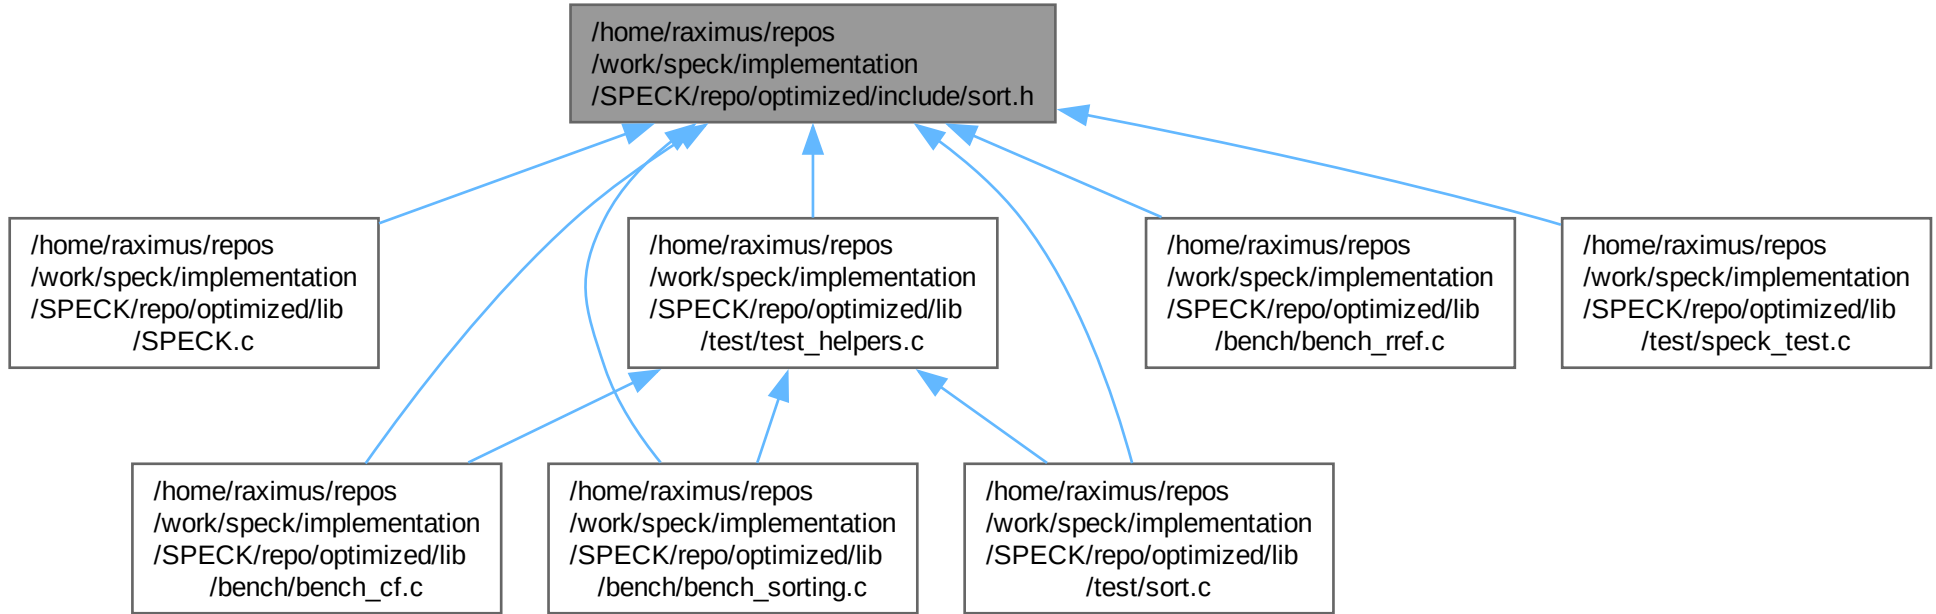 /home/raximus/repos
/work/speck/implementation
/SPECK/repo/optimized/include/sort.h
/home/raximus/repos
/work/speck/implementation
/SPECK/repo/optimized/lib
/SPECK.c
/home/raximus/repos
/work/speck/implementation
/SPECK/repo/optimized/lib
/test/test_helpers.c
/home/raximus/repos
/work/speck/implementation
/SPECK/repo/optimized/lib
/bench/bench_rref.c
/home/raximus/repos
/work/speck/implementation
/SPECK/repo/optimized/lib
/test/speck_test.c
/home/raximus/repos
/work/speck/implementation
/SPECK/repo/optimized/lib
/bench/bench_cf.c
/home/raximus/repos
/work/speck/implementation
/SPECK/repo/optimized/lib
/bench/bench_sorting.c
/home/raximus/repos
/work/speck/implementation
/SPECK/repo/optimized/lib
/test/sort.c